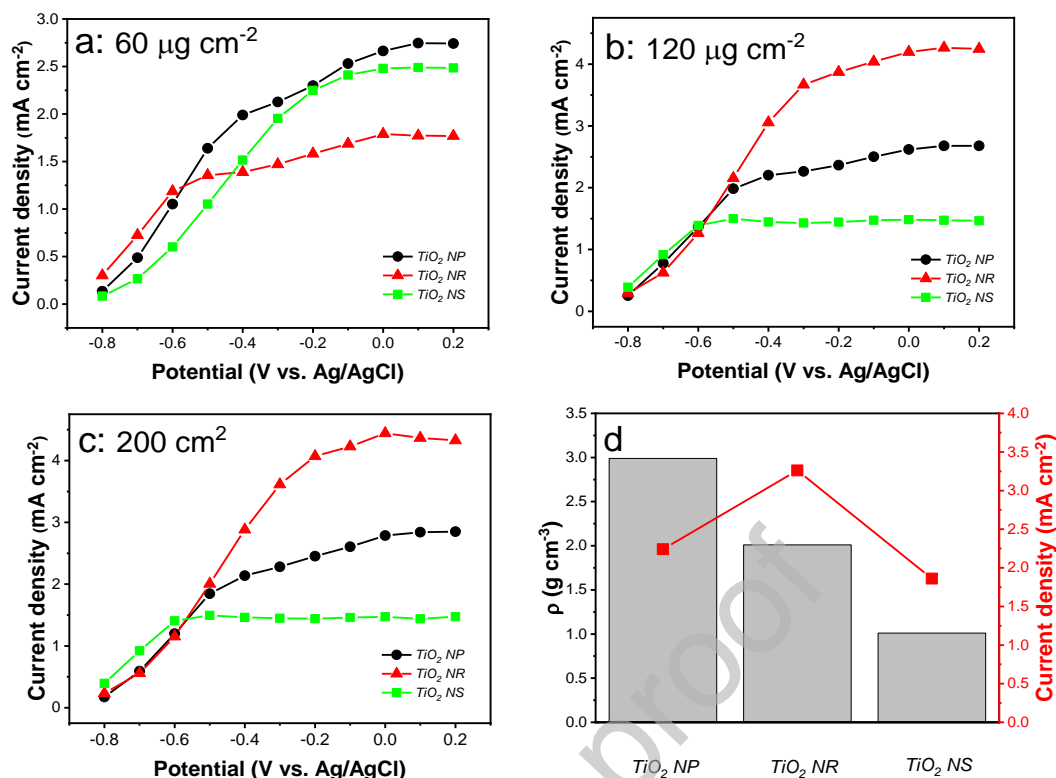 a: 60 μg cm-2
3.0
2.5
2.0
1.5
1.0
0.5
0.0
Current density (mA cm-2)
-0.8 -0.6 -0.4 -0.2 0.0 0.2
Potential (V vs. Ag/AgCl)
TiO2 NP
TiO2 NR
TiO2 NS
b: 120 μg cm-2
4
2
0
Current density (mA cm-2)
-0.8 -0.6 -0.4 -0.2 0.0 0.2
Potential (V vs. Ag/AgCl)
TiO2 NP
TiO2 NR
TiO2 NS
c: 200 cm2
4
3
2
1
0
Current density (mA cm-2)
-0.8 -0.6 -0.4 -0.2 0.0 0.2
Potential (V vs. Ag/AgCl)
TiO2 NP
TiO2 NR
TiO2 NS
d
3.5
3.0
2.5
2.0
1.5
1.0
0.5
0.0
ρ (g cm-3)
4.0
3.5
3.0
2.5
2.0
1.5
1.0
0.5
0.0
Current density (mA cm-2)
TiO2 NP TiO2 NR TiO2 NS
proof